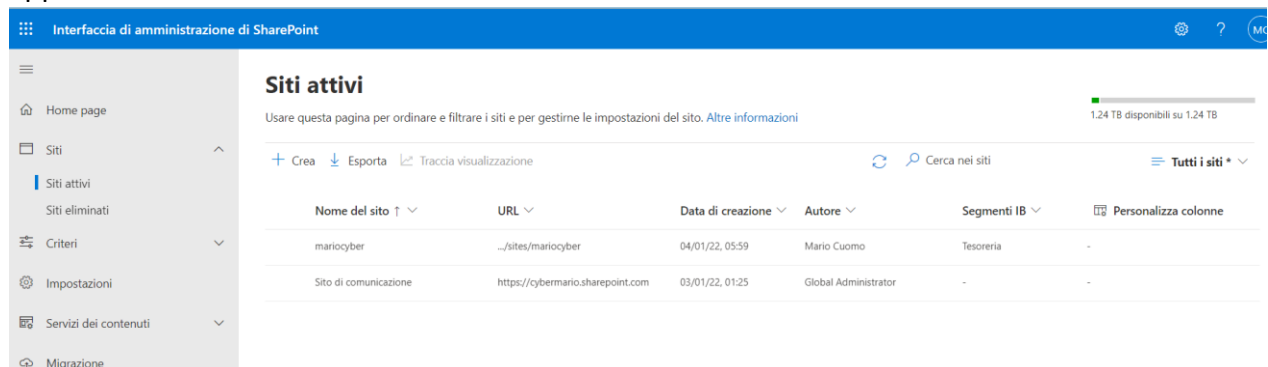 Interfaccia di amministrazione di SharePoint ?
Home page
Siti
Siti attivi
Siti eliminati
Criteri
Impostazioni
Servizi dei contenuti
Migrazione
Siti attivi
Usare questa pagina per ordinare e filtrare i siti e per gestirne le impostazioni del sito. Altre informazioni
1.24 TB disponibili su 1.24 TB
+ Crea Esporta Traccia visualizzazione Cerca nei siti Tutti i siti *
Nome del sito ↑ URL Data di creazione Autore Segmenti IB Personalizza colonne
mariocyber .../sites/mariocyber 04/01/22, 05:59 Mario Cuomo Tesoreria -
Sito di comunicazione https://cybermario.sharepoint.com 03/01/22, 01:25 Global Administrator - -